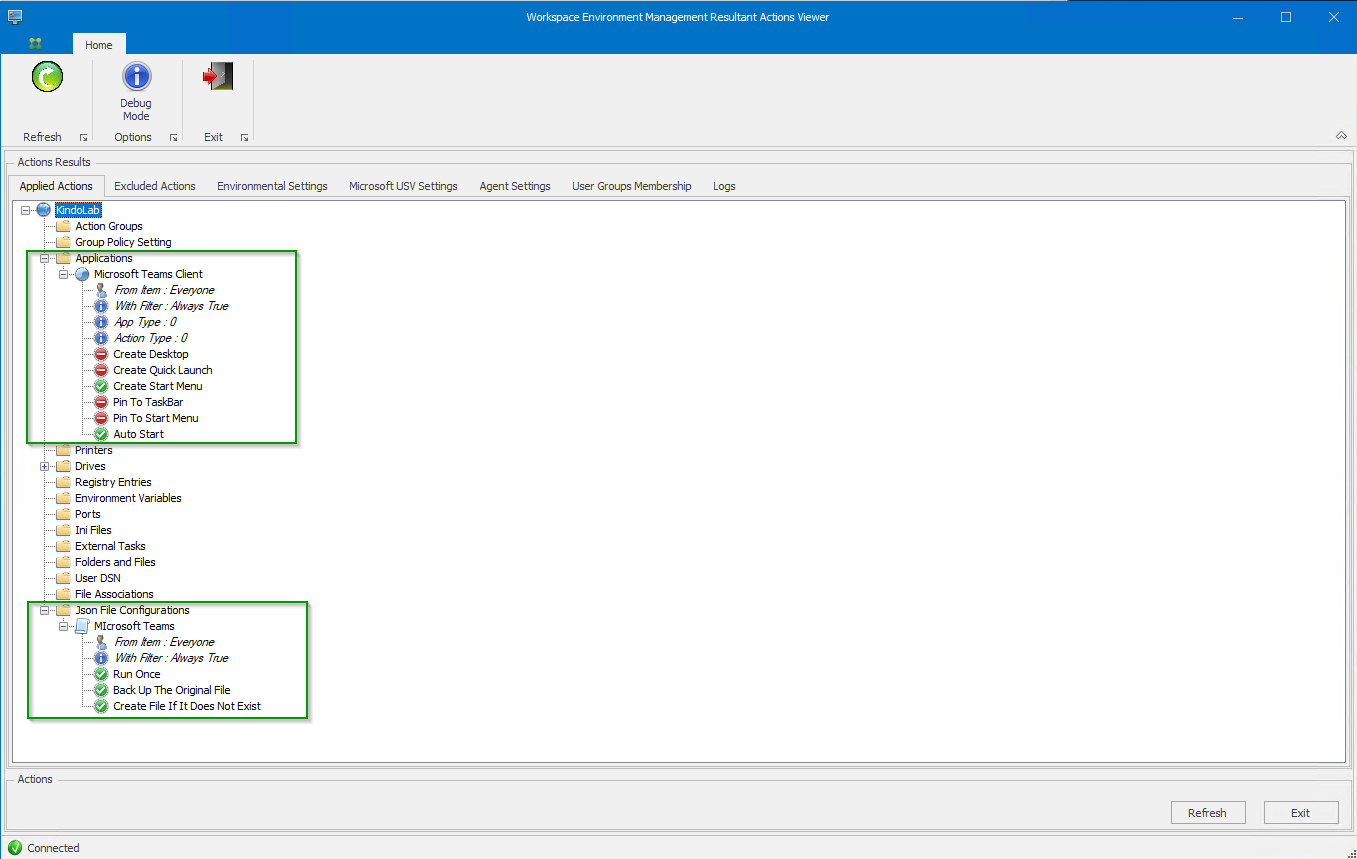 Workspace Environment Management Resultant Actions Viewer
Home
Debug
Mode
Refresh
Options
Exit
Actions Results
Applied Actions
Excluded Actions
Environmental Settings
Microsoft USV Settings
Agent Settings
User Groups Membership
Logs
KindoLab
Action Groups
Group Policy Setting
Applications
Microsoft Teams Client
From Item : Everyone
With Filter : Always True
App Type : 0
Action Type : 0
Create Desktop
Create Quick Launch
Create Start Menu
Pin To TaskBar
Pin To Start Menu
Auto Start
Printers
Drives
Registry Entries
Environment Variables
Ports
Ini Files
External Tasks
Folders and Files
User DSN
File Associations
Json File Configurations
MIcrosoft Teams
From Item : Everyone
With Filter : Always True
Run Once
Back Up The Original File
Create File If It Does Not Exist
Actions
Refresh
Exit
Connected